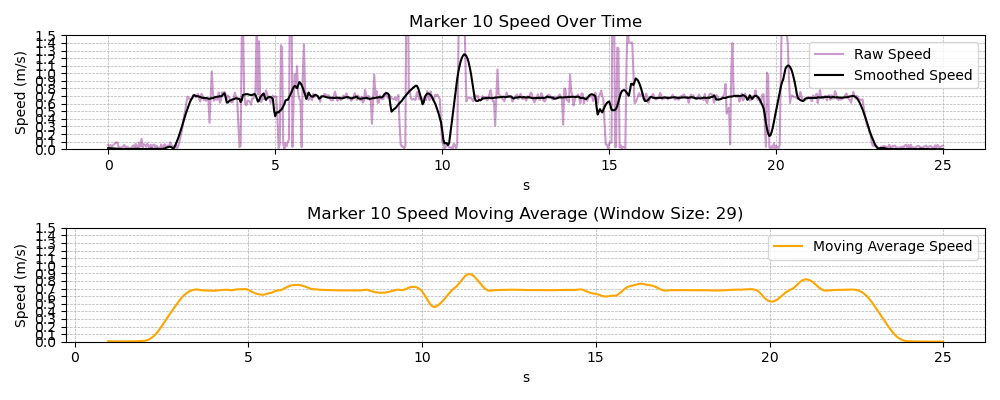 Marker 10 Speed Over Time
Speed (m/s)
1.5
1.4
1.3
1.2
1.1
1.0
0.9
0.8
0.7
0.6
0.5
0.4
0.3
0.2
0.1
0.0
Raw Speed
Smoothed Speed
0 5 10 15 20 25
s
Marker 10 Speed Moving Average (Window Size: 29)
Speed (m/s)
1.5
1.4
1.3
1.2
1.1
1.0
0.9
0.8
0.7
0.6
0.5
0.4
0.3
0.2
0.1
0.0
Moving Average Speed
0 5 10 15 20 25
s